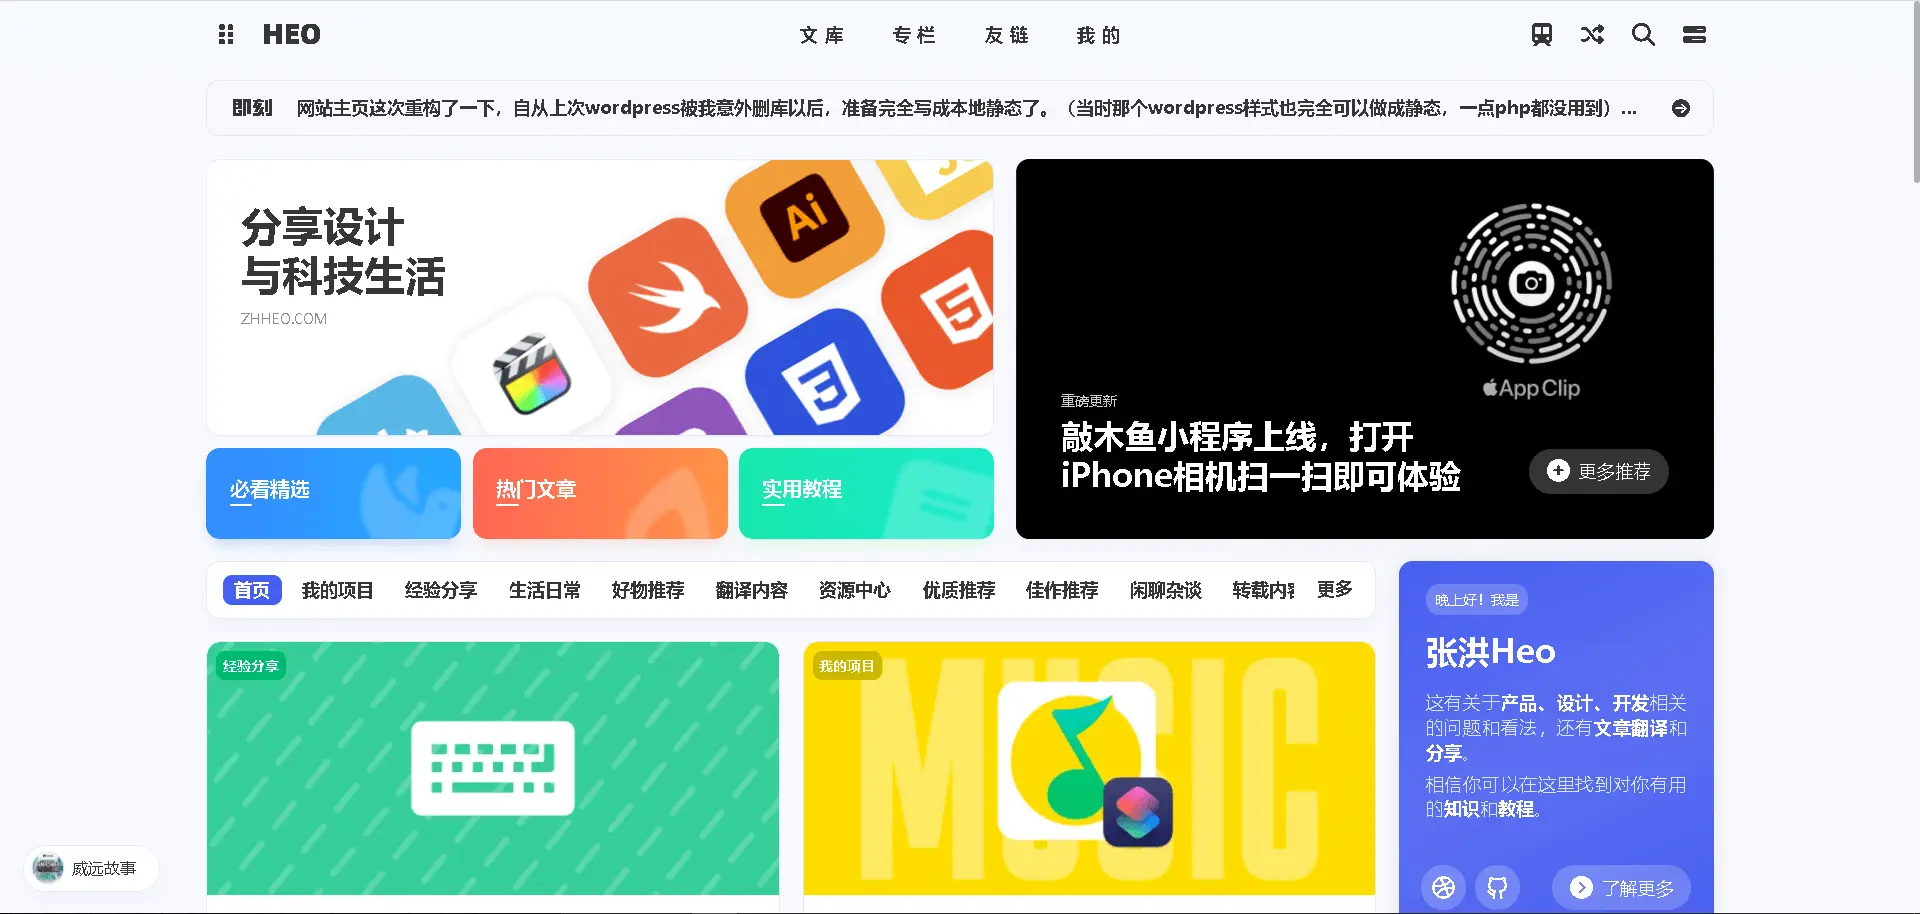 HEO
文库
专栏
友链
我的
即刻
网站主页这次重构了一下，自从上次wordpress被我意外删库以后，准备完全写成本地静态了。（当时那个wordpress样式也完全可以做成静态，一点php都没用到）...
分享设计
与科技生活
ZHHEO.COM
Ai
App Clip
重磅更新
敲木鱼小程序上线，打开
iPhone相机扫一扫即可体验
更多推荐
必看精选
热门文章
实用教程
首页
我的项目
经验分享
生活日常
好物推荐
翻译内容
资源中心
优质推荐
佳作推荐
闲聊杂谈
转载内容
更多
经验分享
我的项目
MUSIC
晚上好！我是
张洪Heo
这有关于产品、设计、开发相关
的问题和看法，还有文章翻译和
分享。
相信你可以在这里找到对你有用
的知识和教程。
了解更多
威远故事